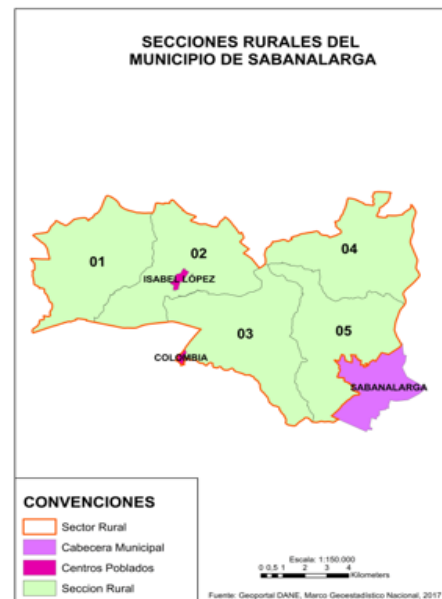 SECCIONES RURALES DEL
MUNICIPIO DE SABANALARGA
01
02
04
ISABEL LÓPEZ
03
05
COLOMBIA
SABANALARGA
CONVENCIONES
Sector Rural
Cabecera Municipal
Centros Poblados
Seccion Rural
Escala: 1:150.000
0 0,5 1 2 3 4
Kilometers
Fuente: Geoportal DANE, Marco Geoestadístico Nacional, 2017